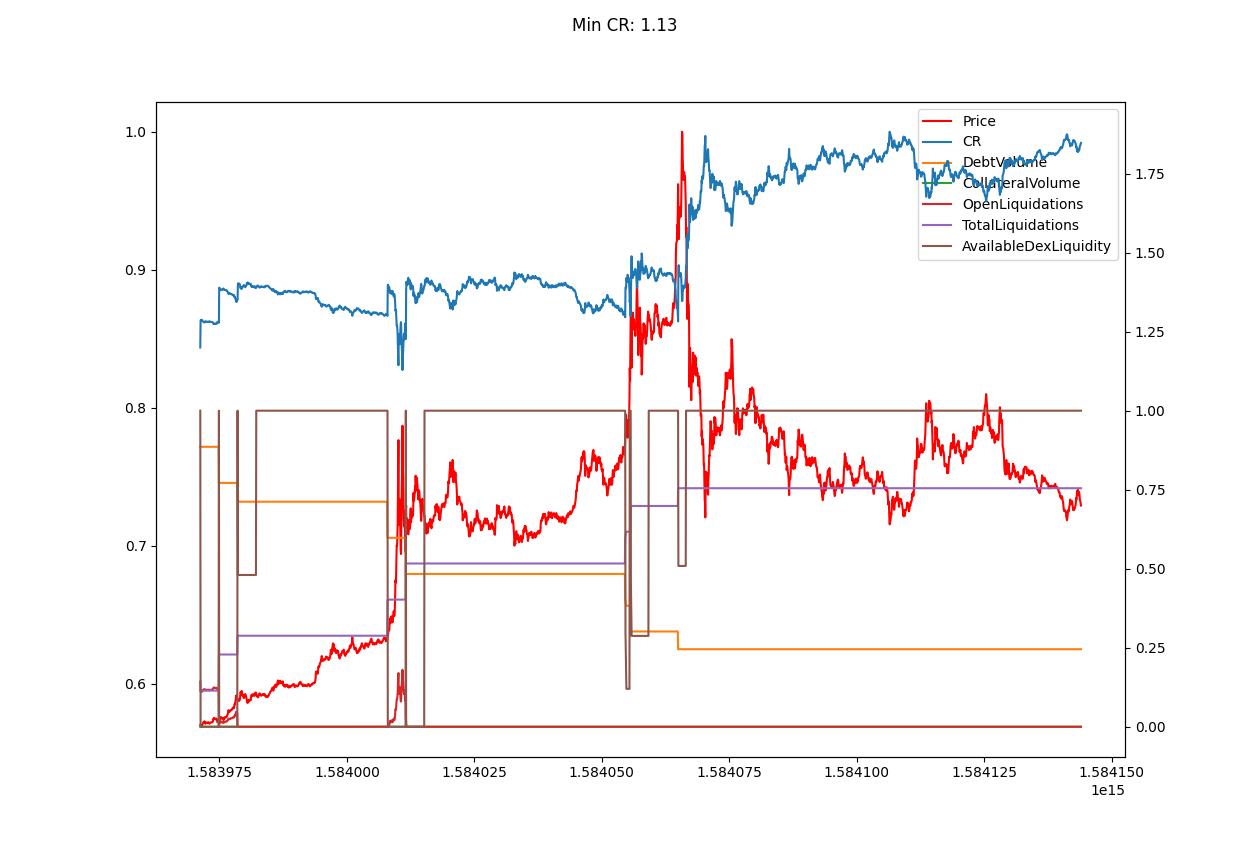 Min CR: 1.13
1.0
0.9
0.8
0.7
0.6
Price
CR
DebtVolume
CollateralVolume
OpenLiquidations
TotalLiquidations
AvailableDexLiquidity
1.75
1.50
1.25
1.00
0.75
0.50
0.25
0.00
1.583975 1.584000 1.584025 1.584050 1.584075 1.584100 1.584125 1.584150
1e15